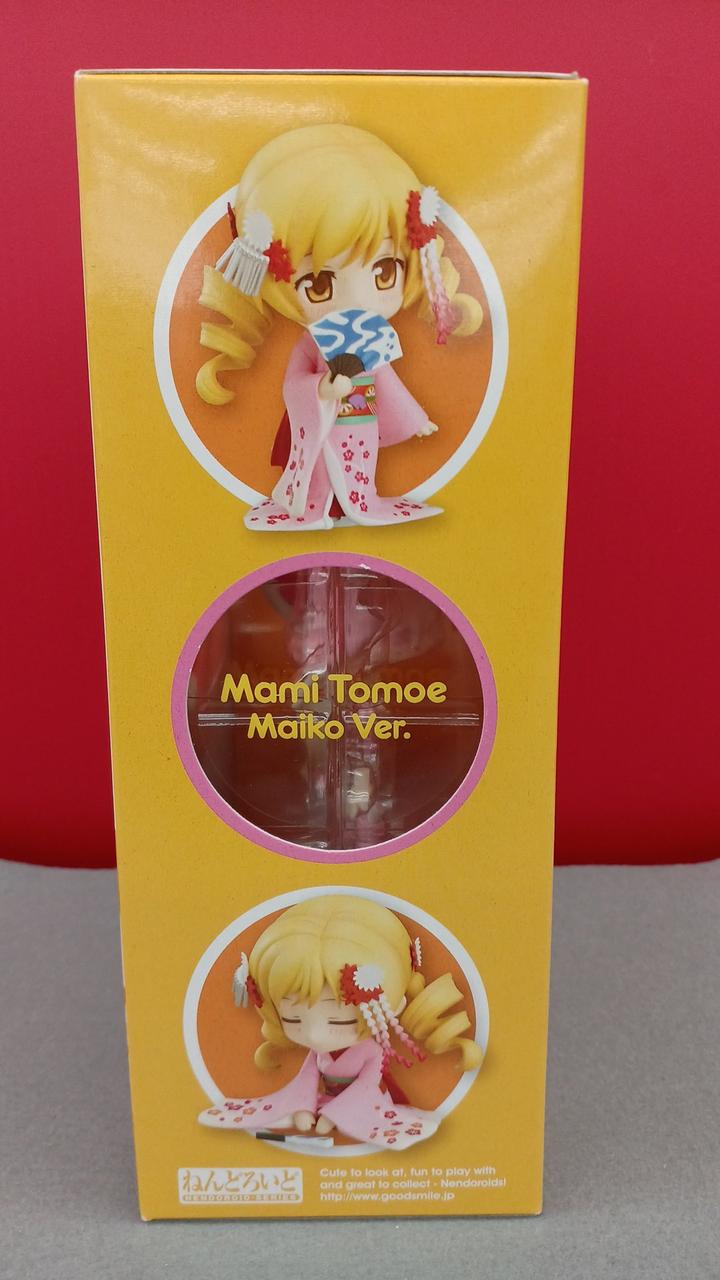 Mami Tomoe
Maiko Ver.
ねんどろいど
NENDOROID SERIES
Cute to look at, fun to play with
and great to collect - Nendoroids!
http://www.goodsmile.jp